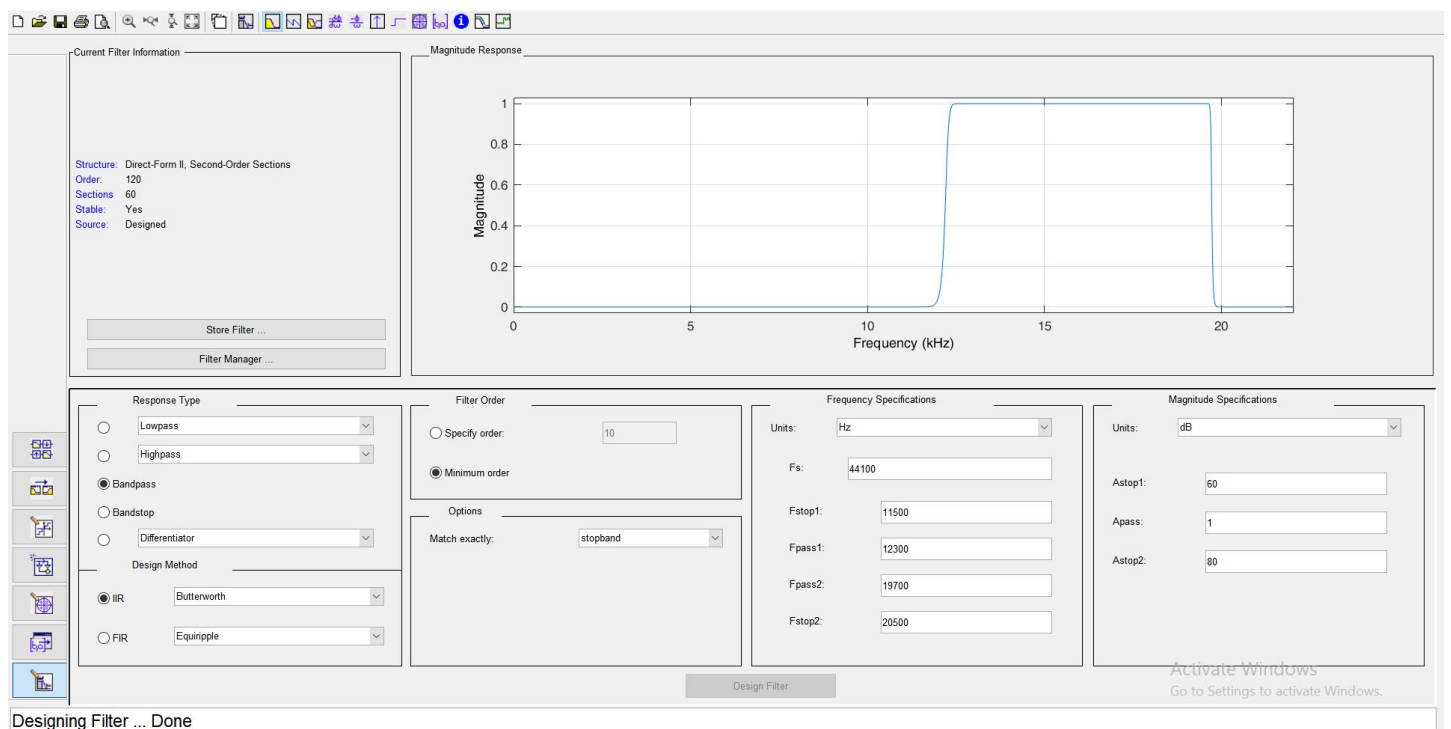 Current Filter Information
Structure: Direct-Form II, Second-Order Sections
Order: 120
Sections 60
Stable: Yes
Source: Designed
Store Filter ...
Filter Manager ...
Magnitude Response
Magnitude
1
0.8
0.6
0.4
0.2
0
0 5 10 15 20
Frequency (kHz)
Response Type
Lowpass
Highpass
Bandpass
Bandstop
Differentiator
Design Method
IIR Butterworth
FIR Equiripple
Filter Order
Specify order: 10
Minimum order
Options
Match exactly: stopband
Frequency Specifications
Units: Hz
Fs: 44100
Fstop1: 11500
Fpass1: 12300
Fpass2: 19700
Fstop2: 20500
Magnitude Specifications
Units: dB
Astop1: 60
Apass: 1
Astop2: 80
Design Filter
Activate Windows
Go to Settings to activate Windows.
Designing Filter ... Done